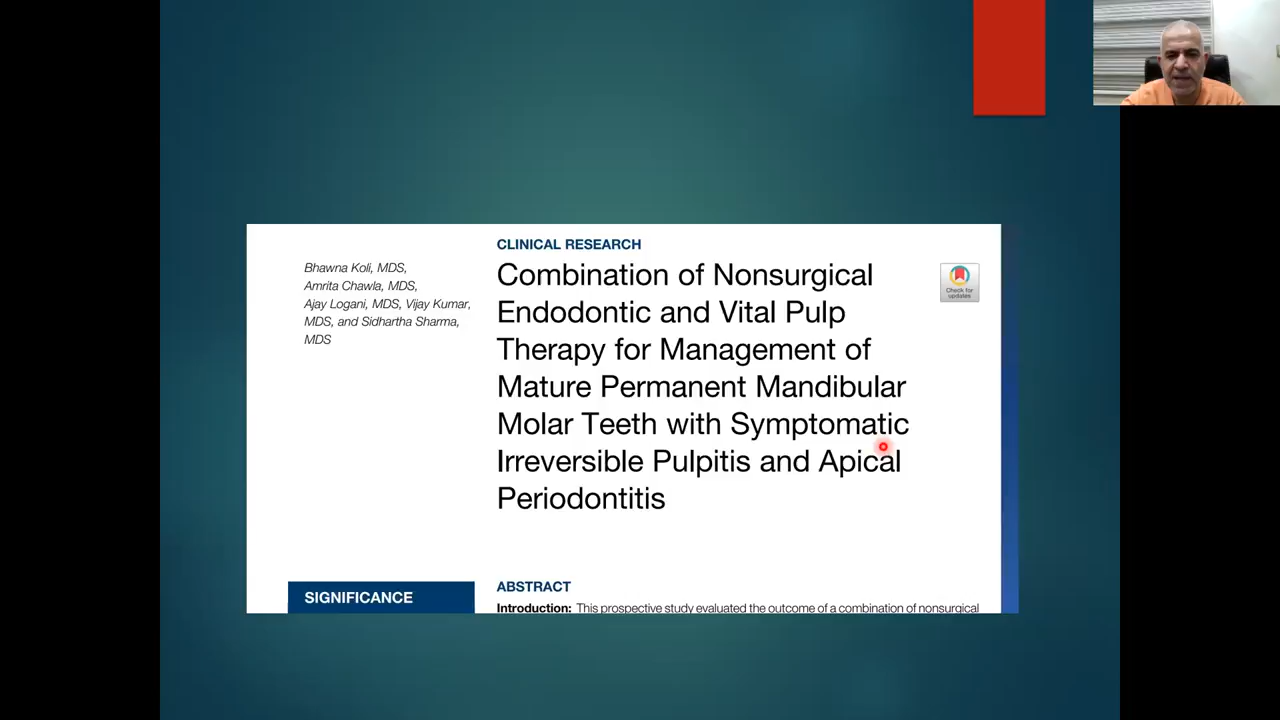 Bhawna Koli, MDS,
Amrita Chawla, MDS,
Ajay Logani, MDS, Vijay Kumar,
MDS, and Sidhartha Sharma,
MDS
CLINICAL RESEARCH
Combination of Nonsurgical
Endodontic and Vital Pulp
Therapy for Management of
Mature Permanent Mandibular
Molar Teeth with Symptomatic
Irreversible Pulpitis and Apical
Periodontitis
Check for
updates
SIGNIFICANCE
ABSTRACT
Introduction: This prospective study evaluated the outcome of a combination of nonsurgical